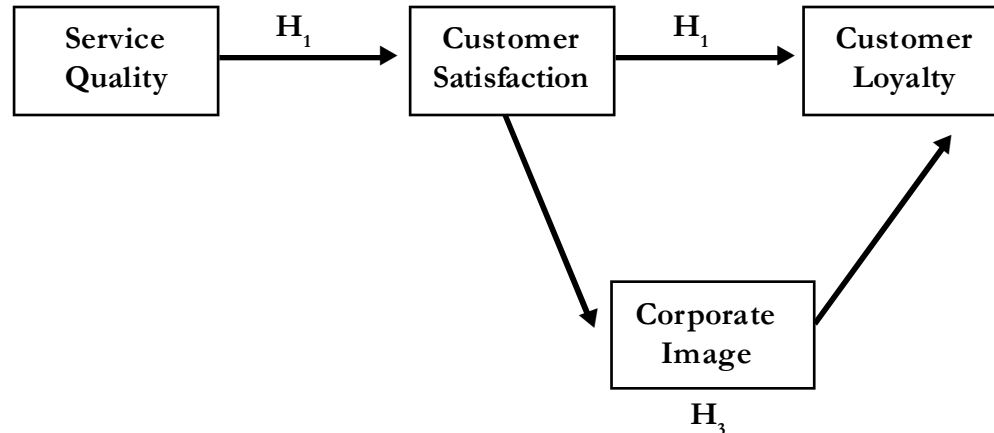 H₁
H₁
Service
Quality
Customer
Satisfaction
Customer
Loyalty
Corporate
Image
H₃